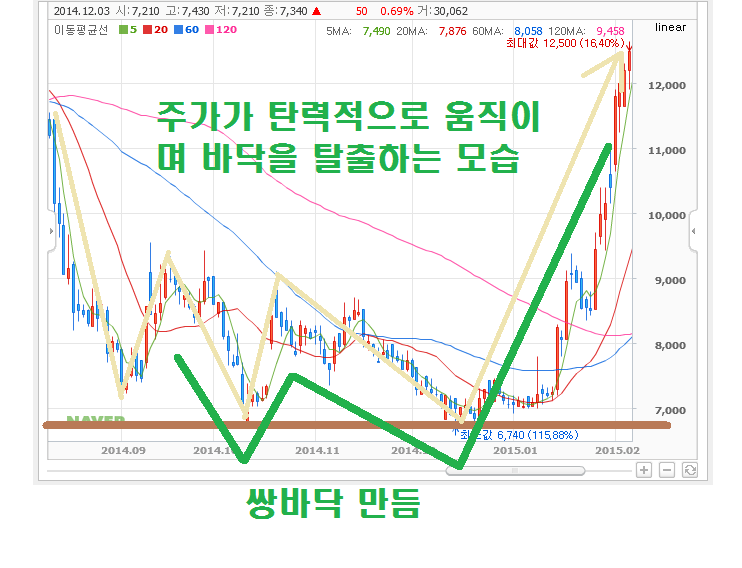 2014.12.03 시:7,210 고:7,430 저:7,210 종:7,340 ▲ 50 0.69% 거:30,062
이동평균선 5 20 60 120 5MA: 7,490 20MA: 7,876 60MA: 8,058 120MA: 9,458 linear
최대값 12,500 (16,40%)
12,000
주가가 탄력적으로 움직이
11,000
며 바닥을 탈출하는 모습
10,000
9,000
8,000
7,000
NAVER
최저값 6,740 (115,88%)
2014.09 2014.10 2014.11 2014. 2015.01 2015.02
쌍바닥 만듬